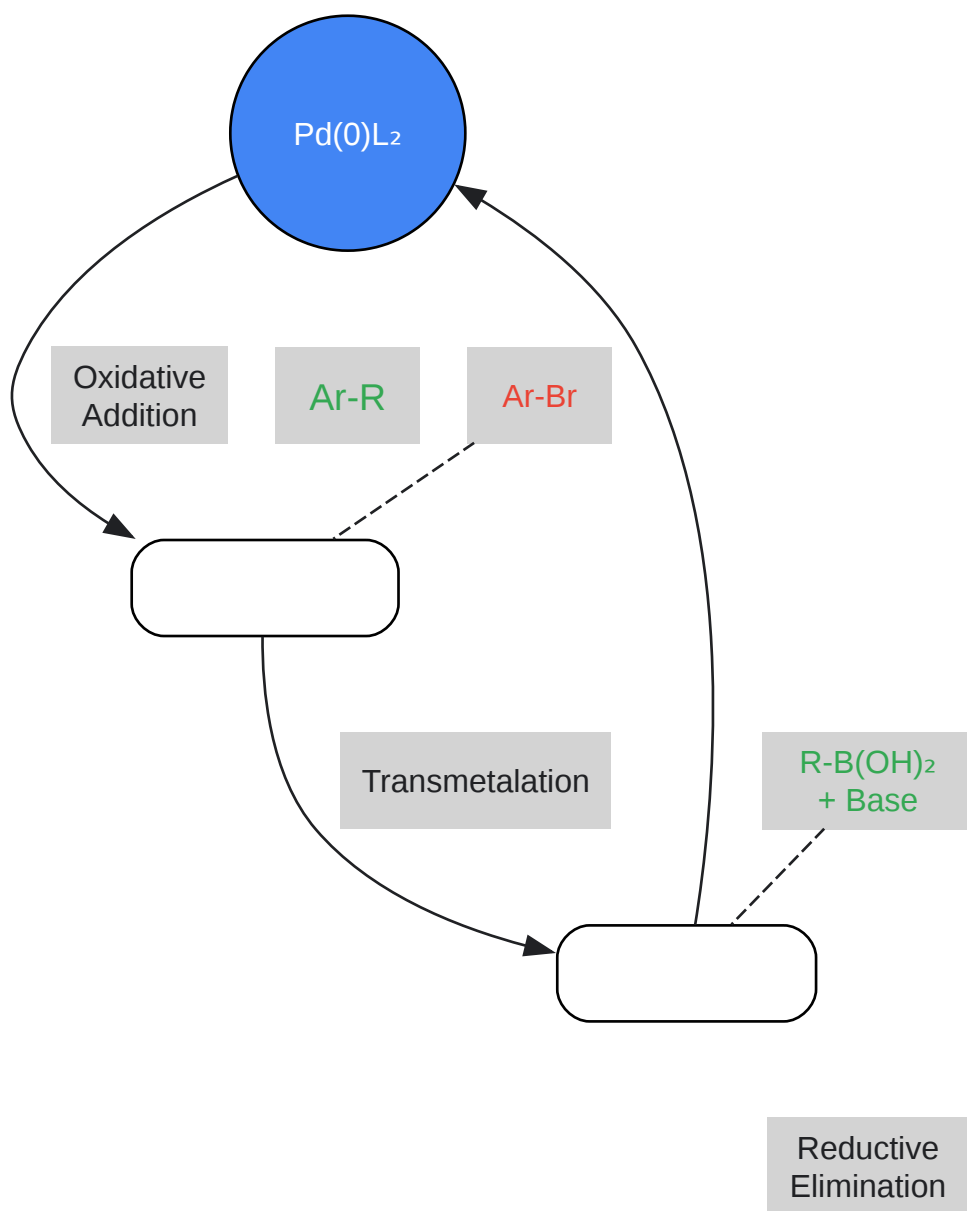 Pd(0)L₂
Oxidative
Addition
Ar-R
Ar-Br
Transmetalation
R-B(OH)₂
+ Base
Reductive
Elimination